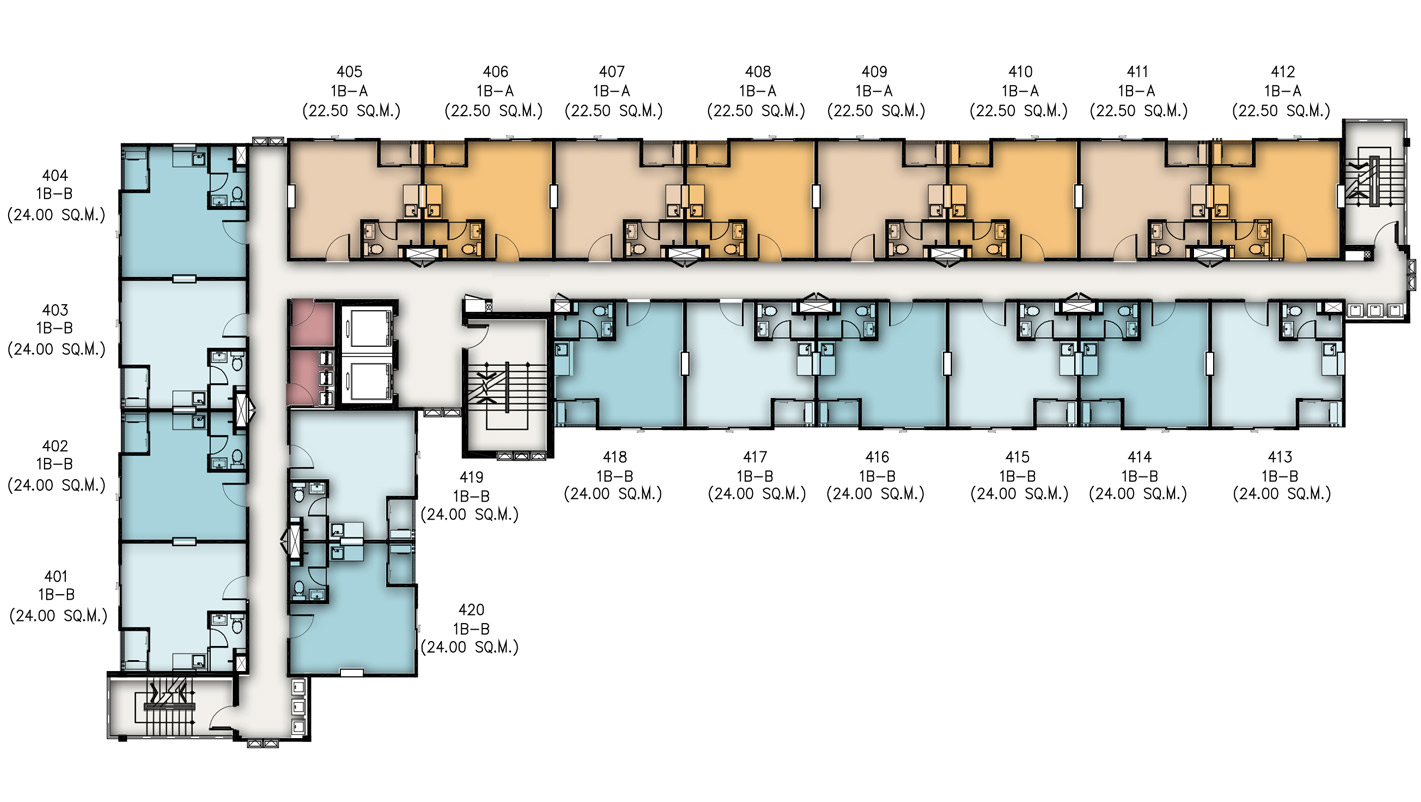 405
1B-A
(22.50 SQ.M.)
406
1B-A
(22.50 SQ.M.)
407
1B-A
(22.50 SQ.M.)
408
1B-A
(22.50 SQ.M.)
409
1B-A
(22.50 SQ.M.)
410
1B-A
(22.50 SQ.M.)
411
1B-A
(22.50 SQ.M.)
412
1B-A
(22.50 SQ.M.)
404
1B-B
(24.00 SQ.M.)
403
1B-B
(24.00 SQ.M.)
402
1B-B
(24.00 SQ.M.)
401
1B-B
(24.00 SQ.M.)
419
1B-B
(24.00 SQ.M.)
420
1B-B
(24.00 SQ.M.)
418
1B-B
(24.00 SQ.M.)
417
1B-B
(24.00 SQ.M.)
416
1B-B
(24.00 SQ.M.)
415
1B-B
(24.00 SQ.M.)
414
1B-B
(24.00 SQ.M.)
413
1B-B
(24.00 SQ.M.)